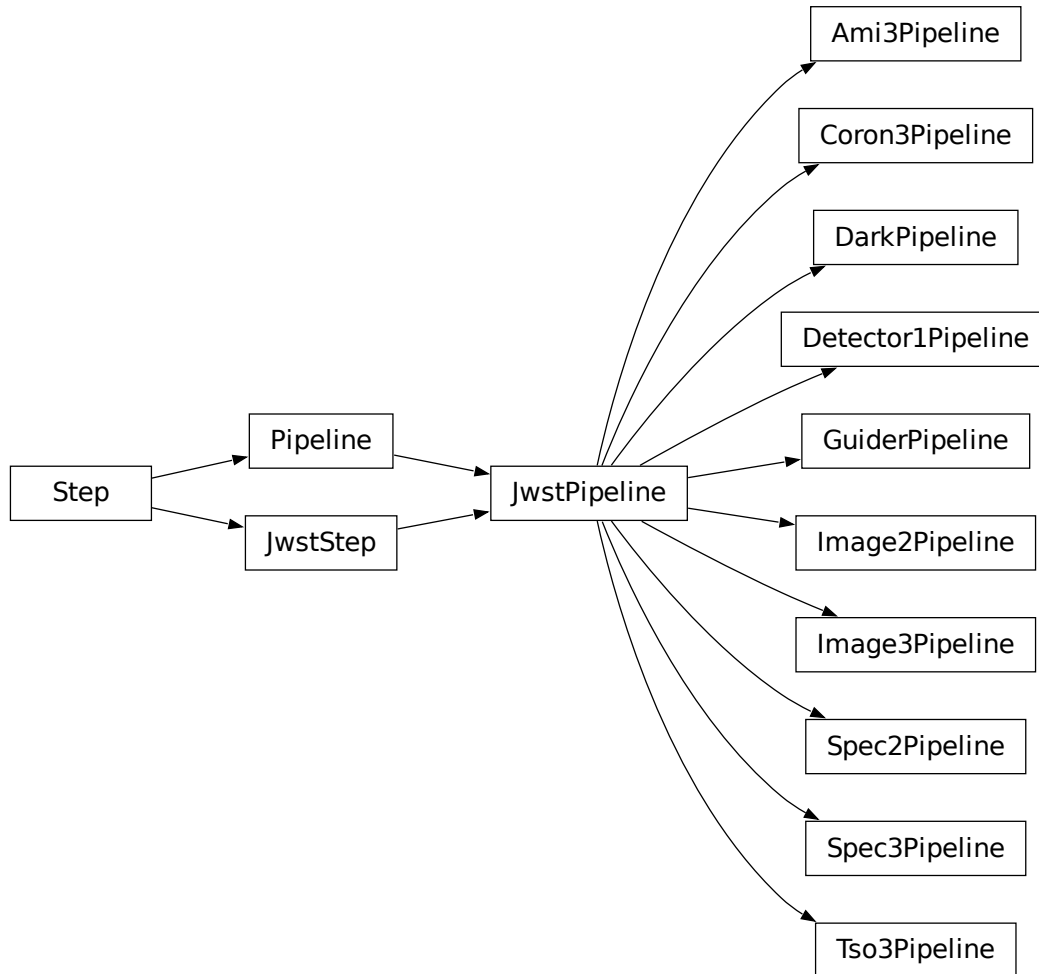 Ami3Pipeline
Coron3Pipeline
DarkPipeline
Detector1Pipeline
Pipeline
GuiderPipeline
Step
JwstPipeline
JwstStep
Image2Pipeline
Image3Pipeline
Spec2Pipeline
Spec3Pipeline
Tso3Pipeline